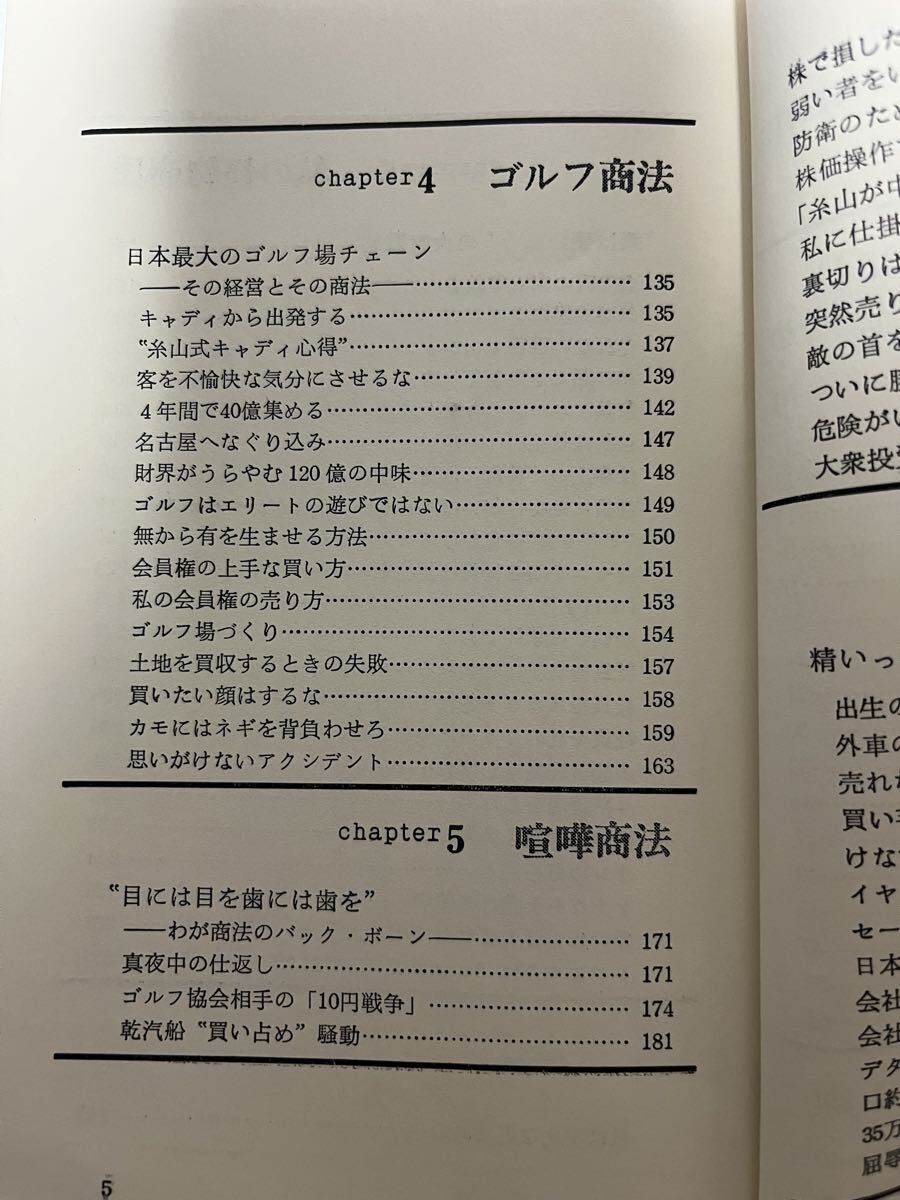 chapter4 ゴルフ商法
日本最大のゴルフ場チェーン
――その経営とその商法――……………………… 135
キャディから出発する……………………………… 135
〝糸山式キャディ心得〟……………………………… 137
客を不愉快な気分にさせるな……………………… 139
4年間で40億集める………………………………… 142
名古屋へなぐり込み………………………………… 147
財界がうらやむ120億の中味……………………… 148
ゴルフはエリートの遊びではない………………… 149
無から有を生ませる方法…………………………… 150
会員権の上手な買い方……………………………… 151
私の会員権の売り方………………………………… 153
ゴルフ場づくり……………………………………… 154
土地を買収するときの失敗………………………… 157
買いたい顔はするな………………………………… 158
カモにはネギを背負わせろ………………………… 159
思いがけないアクシデント………………………… 163
chapter5 喧嘩商法
〝目には目を歯には歯を〟
――わが商法のバック・ボーン――……………… 171
真夜中の仕返し……………………………………… 171
ゴルフ協会相手の「10円戦争」…………………… 174
乾汽船〝買い占め〟騒動…………………………… 181
5
株で損した
弱い者をい
防衛のため
株価操作
「糸山が中
私に仕掛
裏切りは
突然売り
敵の首を
ついに
危険がい
大衆投
精いっ
出生の
外車の
売れな
買い手
けな
イヤ
セー
日本
会社
会社
デタ
口約
35万
屈辱